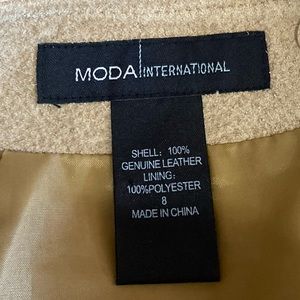 MODA INTERNATIONAL
SHELL: 100%
GENUINE LEATHER
LINING:
100%POLYESTER
8
MADE IN CHINA